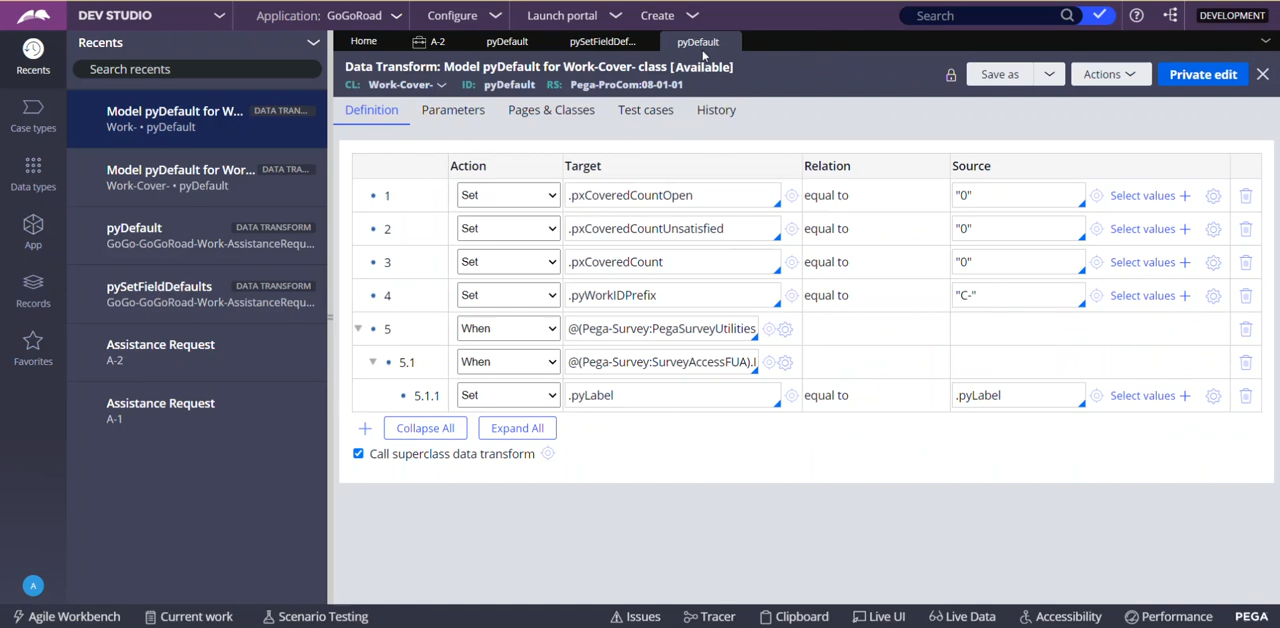 DEV STUDIO
Application: GoGoRoad
Configure
Launch portal
Create
Search
DEVELOPMENT
Recents
Case types
Data types
App
Records
Favorites
A
Recents
Search recents
Model pyDefault for W... DATA TRAN...
Work- • pyDefault
Model pyDefault for Wor... DATA TRA...
Work-Cover- • pyDefault
pyDefault DATA TRANSFORM
GoGo-GoGoRoad-Work-AssistanceRequ...
pySetFieldDefaults DATA TRANSFORM
GoGo-GoGoRoad-Work-AssistanceRequ...
Assistance Request
A-2
Assistance Request
A-1
Home A-2 pyDefault pySetFieldDef... pyDefault
Data Transform: Model pyDefault for Work-Cover- class [Available]
CL: Work-Cover- ID: pyDefault RS: Pega-ProCom:08-01-01
Save as
Actions
Private edit
Definition Parameters Pages & Classes Test cases History
Action Target Relation Source
1 Set .pxCoveredCountOpen equal to "0" Select values
2 Set .pxCoveredCountUnsatisfied equal to "0" Select values
3 Set .pxCoveredCount equal to "0" Select values
4 Set .pyWorkIDPrefix equal to "C-" Select values
5 When @(Pega-Survey:PegaSurveyUtilities
5.1 When @(Pega-Survey:SurveyAccessFUA).I
5.1.1 Set .pyLabel equal to .pyLabel Select values
Collapse All Expand All
Call superclass data transform
Agile Workbench Current work Scenario Testing Issues Tracer Clipboard Live UI Live Data Accessibility Performance PEGA